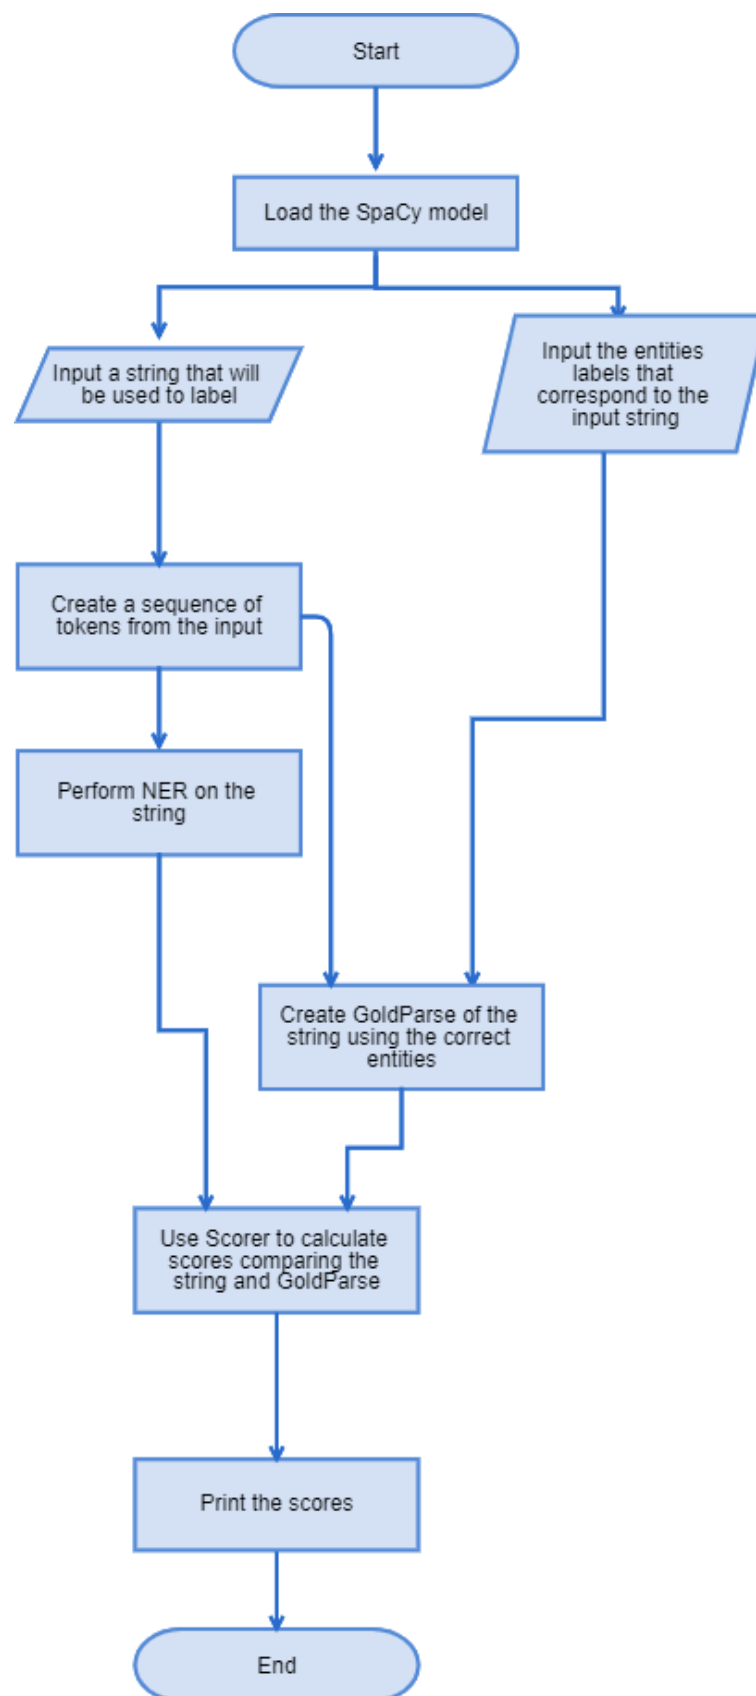 Start
Load the SpaCy model
Input a string that will
be used to label
Input the entities
labels that
correspond to the
input string
Create a sequence of
tokens from the input
Perform NER on the
string
Create GoldParse of the
string using the correct
entities
Use Scorer to calculate
scores comparing the
string and GoldParse
Print the scores
End